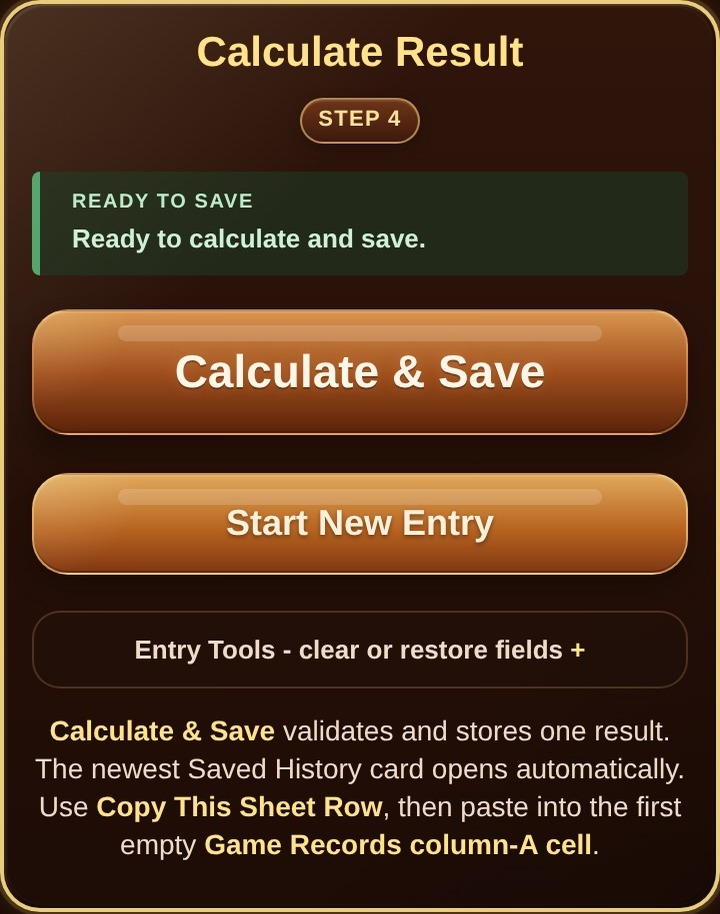 Calculate Result
STEP 4
READY TO SAVE
Ready to calculate and save.
Calculate & Save
Start New Entry
Entry Tools - clear or restore fields +
Calculate & Save validates and stores one result.
The newest Saved History card opens automatically.
Use Copy This Sheet Row, then paste into the first
empty Game Records column-A cell.